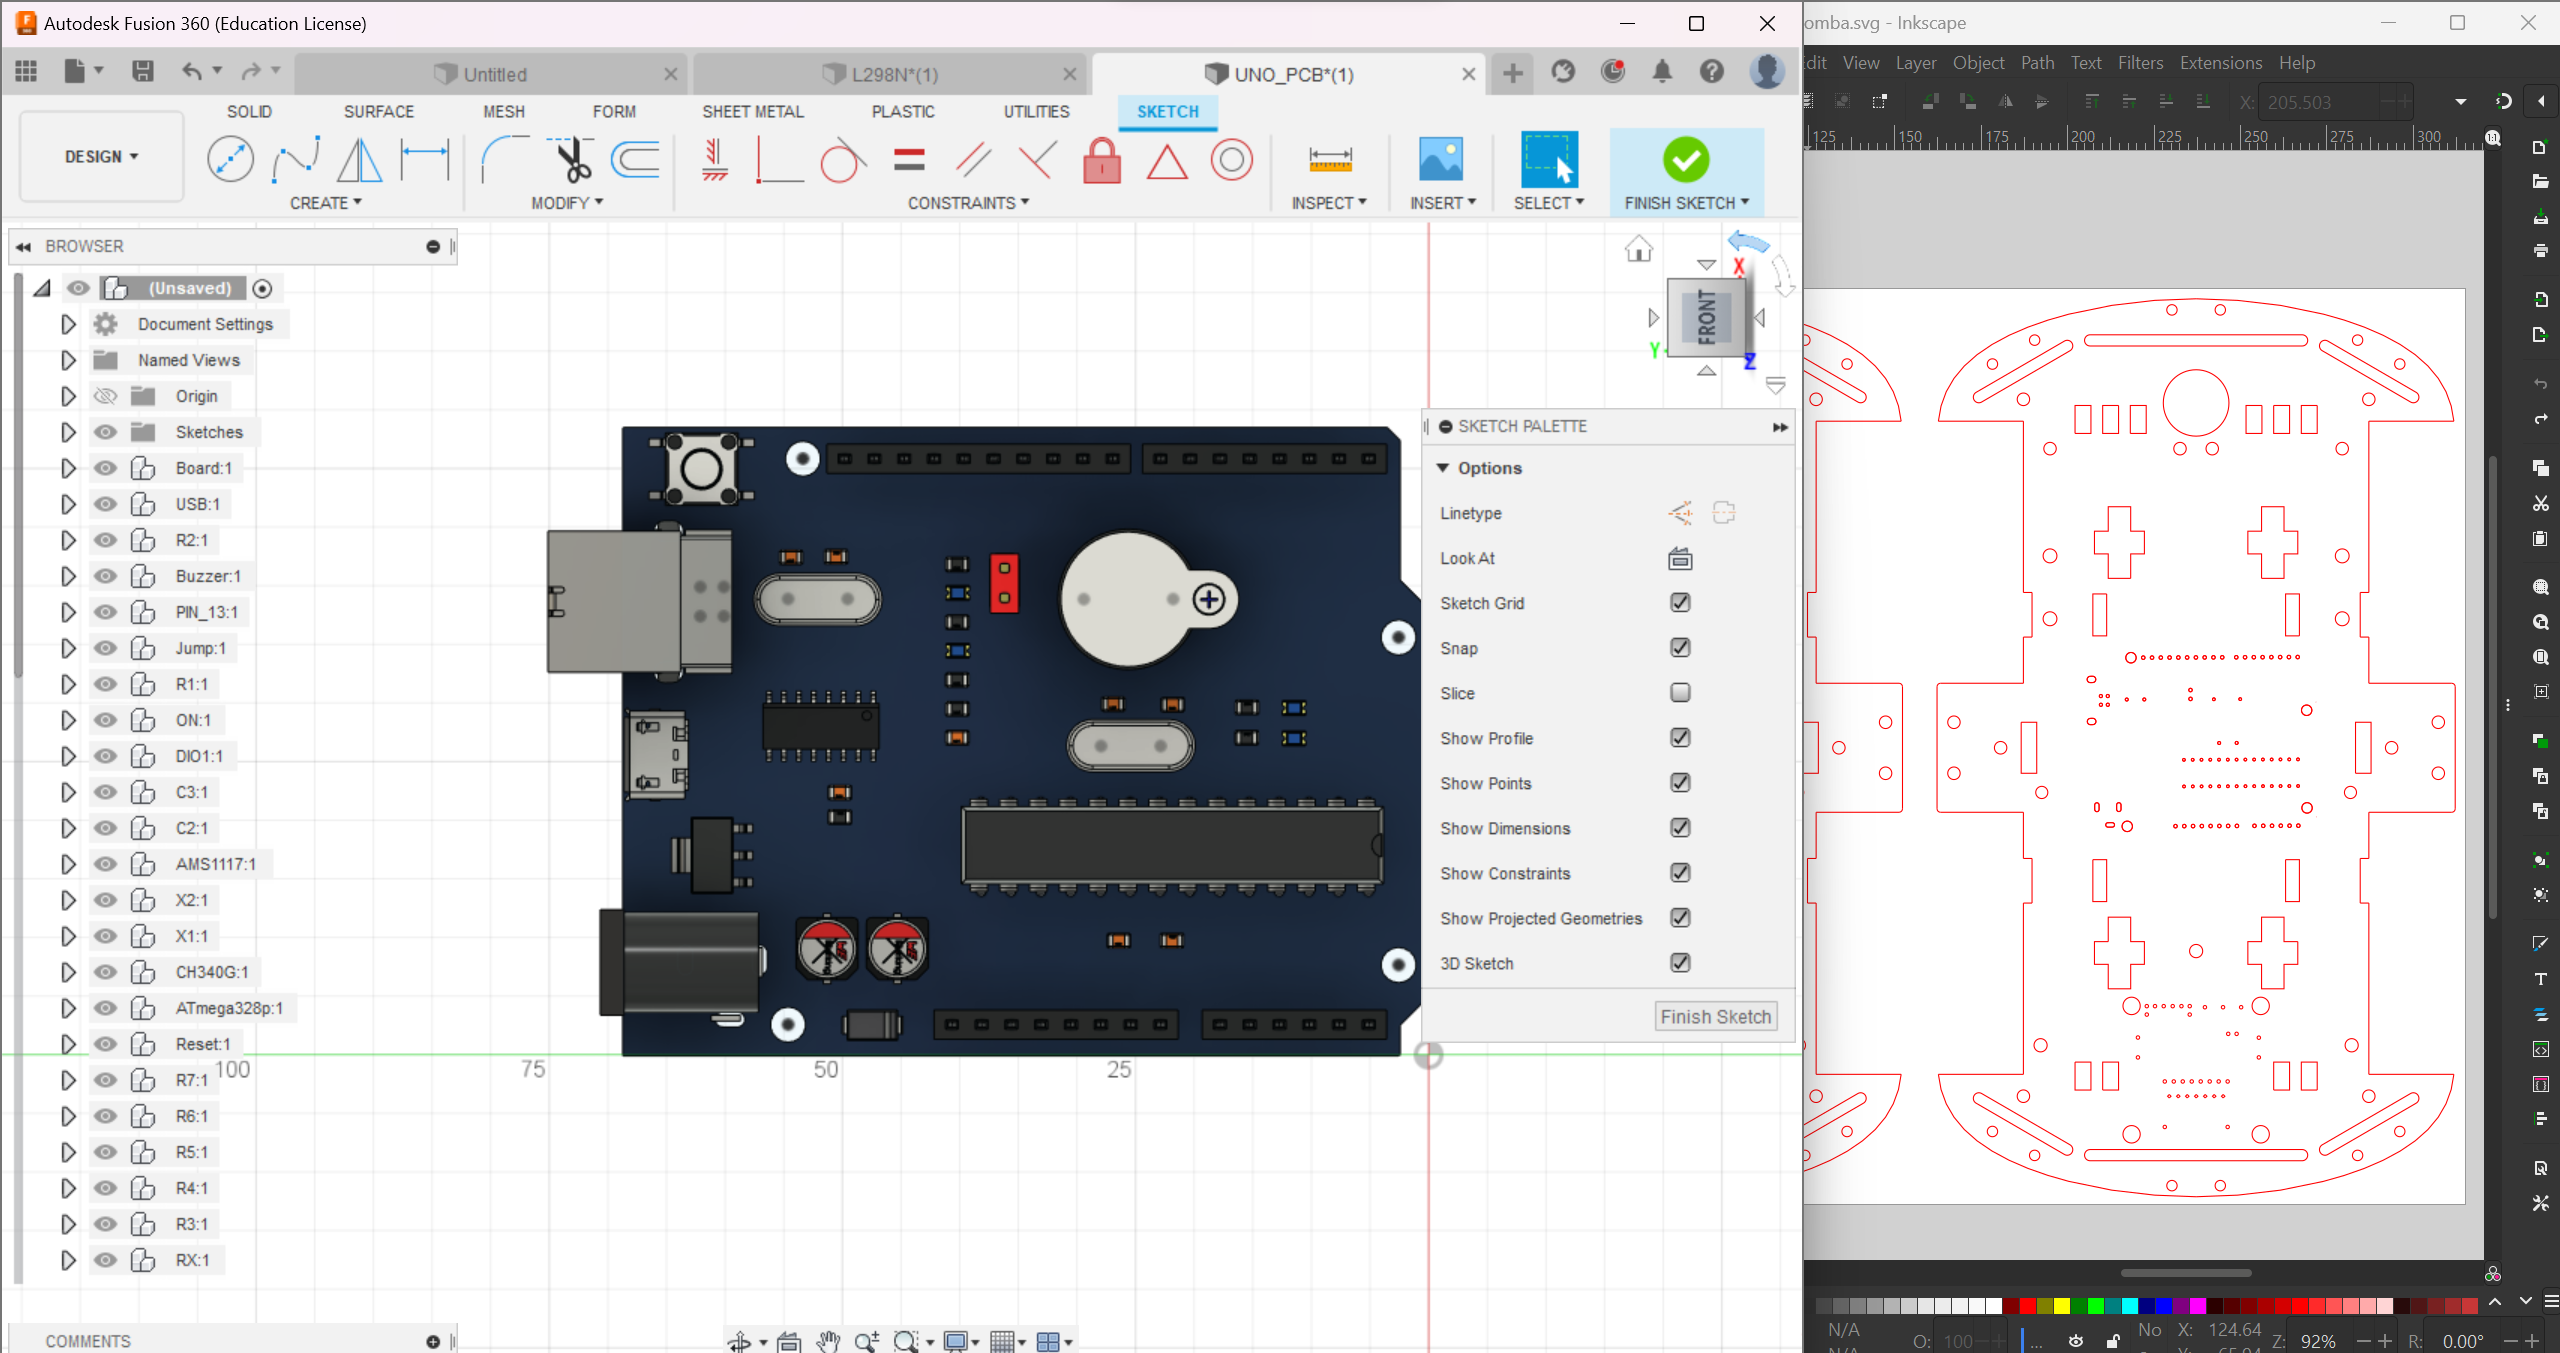 Autodesk Fusion 360 (Education License)
omba.svg - Inkscape
Untitled
L298N*(1)
UNO_PCB*(1)
dit View Layer Object Path Text Filters Extensions Help
SOLID SURFACE MESH FORM SHEET METAL PLASTIC UTILITIES SKETCH
X: 205.503
125 150 175 200 225 250 275 300
1:1
DESIGN
CREATE MODIFY CONSTRAINTS INSPECT INSERT SELECT FINISH SKETCH
BROWSER
(Unsaved)
Document Settings
Named Views
Origin
Sketches
Board:1
USB:1
R2:1
Buzzer:1
PIN_13:1
Jump:1
R1:1
ON:1
DIO1:1
C3:1
C2:1
AMS1117:1
X2:1
X1:1
CH340G:1
ATmega328p:1
Reset:1
R7:1
R6:1
R5:1
R4:1
R3:1
RX:1
X
FRONT
Y
Z
SKETCH PALETTE
Options
Linetype
Look At
Sketch Grid
Snap
Slice
Show Profile
Show Points
Show Dimensions
Show Constraints
Show Projected Geometries
3D Sketch
Finish Sketch
100 75 50 25
COMMENTS
N/A
N/A
O: 100
No
X: 124.64
Z: 92%
R: 0.00°